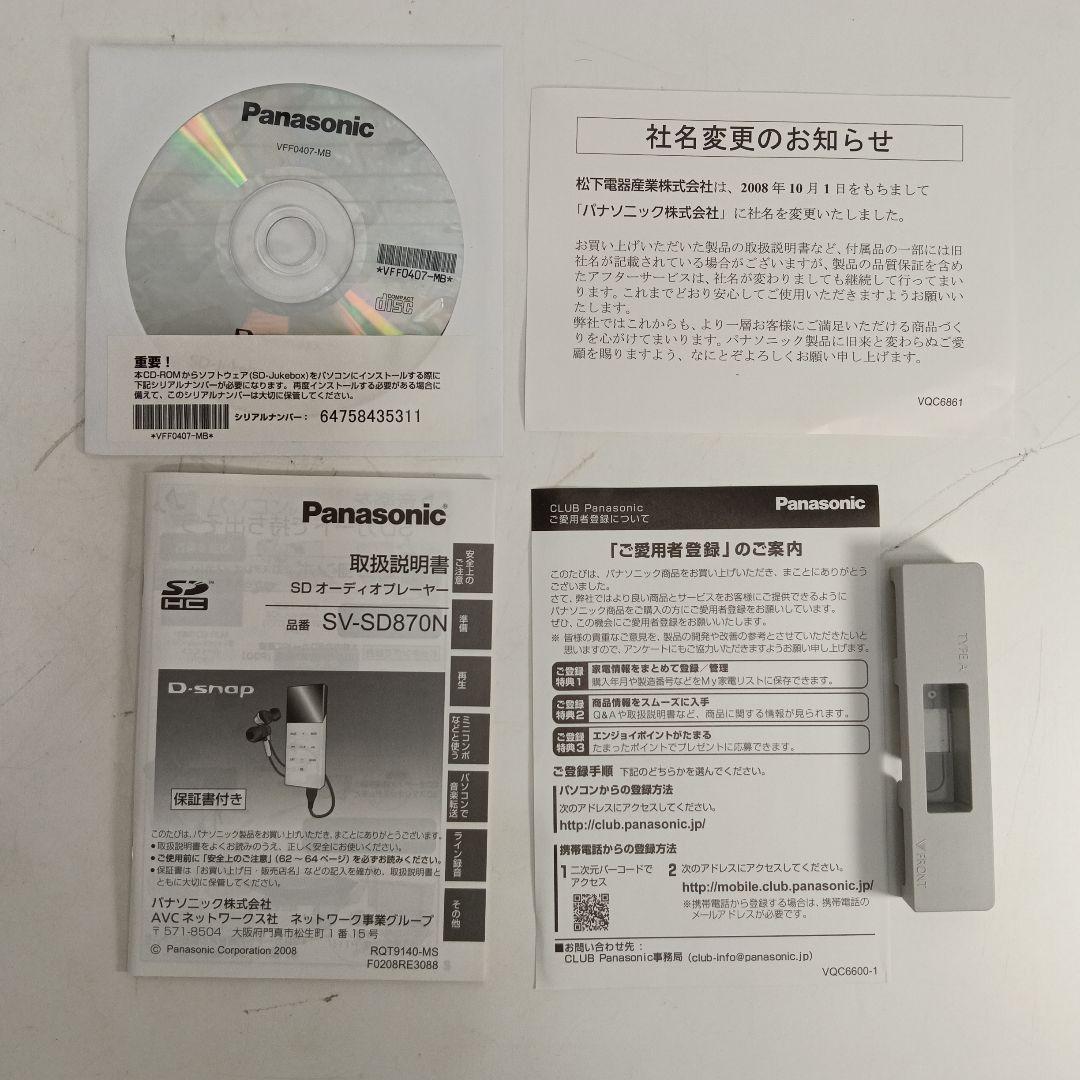 Panasonic
VFF0407-MB
*VFF0407-MB*
COMPACT
disc
重要！
本CD-ROMからソフトウェア(SD-Jukebox)をパソコンにインストールする際に
下記シリアルナンバーが必要になります。再度インストールする必要がある場合に
備えて、このシリアルナンバーは大切に保管してください。
シリアルナンバー： 64758435311
*VFF0407-MB*
社名変更のお知らせ
松下電器産業株式会社は、2008年10月1日をもちまして
「パナソニック株式会社」に社名を変更いたしました。
お買い上げいただいた製品の取扱説明書など、付属品の一部には旧
社名が記載されている場合がございますが、製品の品質保証を含め
たアフターサービスは、社名が変わりましても継続して行ってまい
ります。これまでどおり安心してご使用いただきますようお願いい
たします。
弊社ではこれからも、より一層お客様にご満足いただける商品づく
りを心がけてまいります。パナソニック製品に旧来と変わらぬご愛
顧を賜りますよう、なにとぞよろしくお願い申し上げます。
VQC6861
Panasonic®
取扱説明書
SDオーディオプレーヤー
品番 SV-SD870N
SD
HC
D-snap
保証書付き
安全上の
ご注意
準備
再生
ミニコンポ
などと使う
パソコンで
音楽転送
ライン録音
その他
このたびは、パナソニック製品をお買い上げいただき、まことにありがとうございます。
●取扱説明書をよくお読みのうえ、正しく安全にお使いください。
●ご使用前に「安全上のご注意」(62～64ページ)を必ずお読みください。
●保証書は「お買い上げ日・販売店名」などの記入を確かめ、取扱説明書と
ともに大切に保管してください。
パナソニック株式会社
AVCネットワークス社 ネットワーク事業グループ
〒571-8504 大阪府門真市松生町1番15号
© Panasonic Corporation 2008
RQT9140-MS
F0208RE3088
CLUB Panasonic
ご愛用者登録について
Panasonic
「ご愛用者登録」のご案内
このたびは、パナソニック商品をお買い上げいただき、まことにありがとう
ございました。
さて、弊社ではより良い商品とサービスをお客様にご提供できるように
パナソニック商品をご購入の方にご愛用者登録をお願いしています。
ぜひ、この機会にご愛用者登録をお願いいたします。
※ 皆様の貴重なご意見を、製品の開発や改善の参考とさせていただきたいと
思いますので、アンケートにもご協力いただきますようお願い申し上げます。
ご登録
特典1
家電情報をまとめて登録／管理
購入年月や製造番号などをMy家電リストに保存できます。
ご登録
特典2
商品情報をスムーズに入手
Q&Aや取扱説明書など、商品に関する情報が見られます。
ご登録
特典3
エンジョイポイントがたまる
たまったポイントでプレゼントに応募できます。
ご登録手順 下記のどちらかを選んでください。
パソコンからの登録方法
次のアドレスにアクセスしてください。
http://club.panasonic.jp/
携帯電話からの登録方法
1 二次元バーコードで
アクセス
2 次のアドレスにアクセスしてください。
http://mobile.club.panasonic.jp/
※携帯電話から登録する場合は、携帯電話の
メールアドレスが必要です。
■お問い合わせ先：
CLUB Panasonic事務局 (club-info@panasonic.jp)
VQC6600-1
TYPE A
▽FRONT